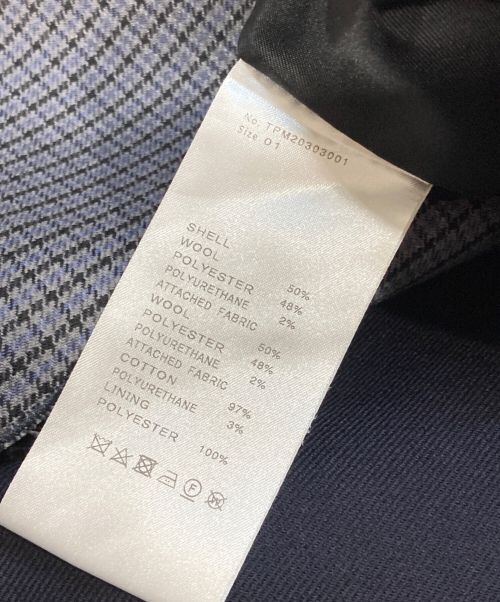 No. TPM20303001
Size 01
SHELL
WOOL 50%
POLYESTER 48%
POLYURETHANE 2%
ATTACHED FABRIC
WOOL 50%
POLYESTER 48%
POLYURETHANE 2%
ATTACHED FABRIC
COTTON 97%
POLYURETHANE 3%
LINING
POLYESTER 100%
F
W